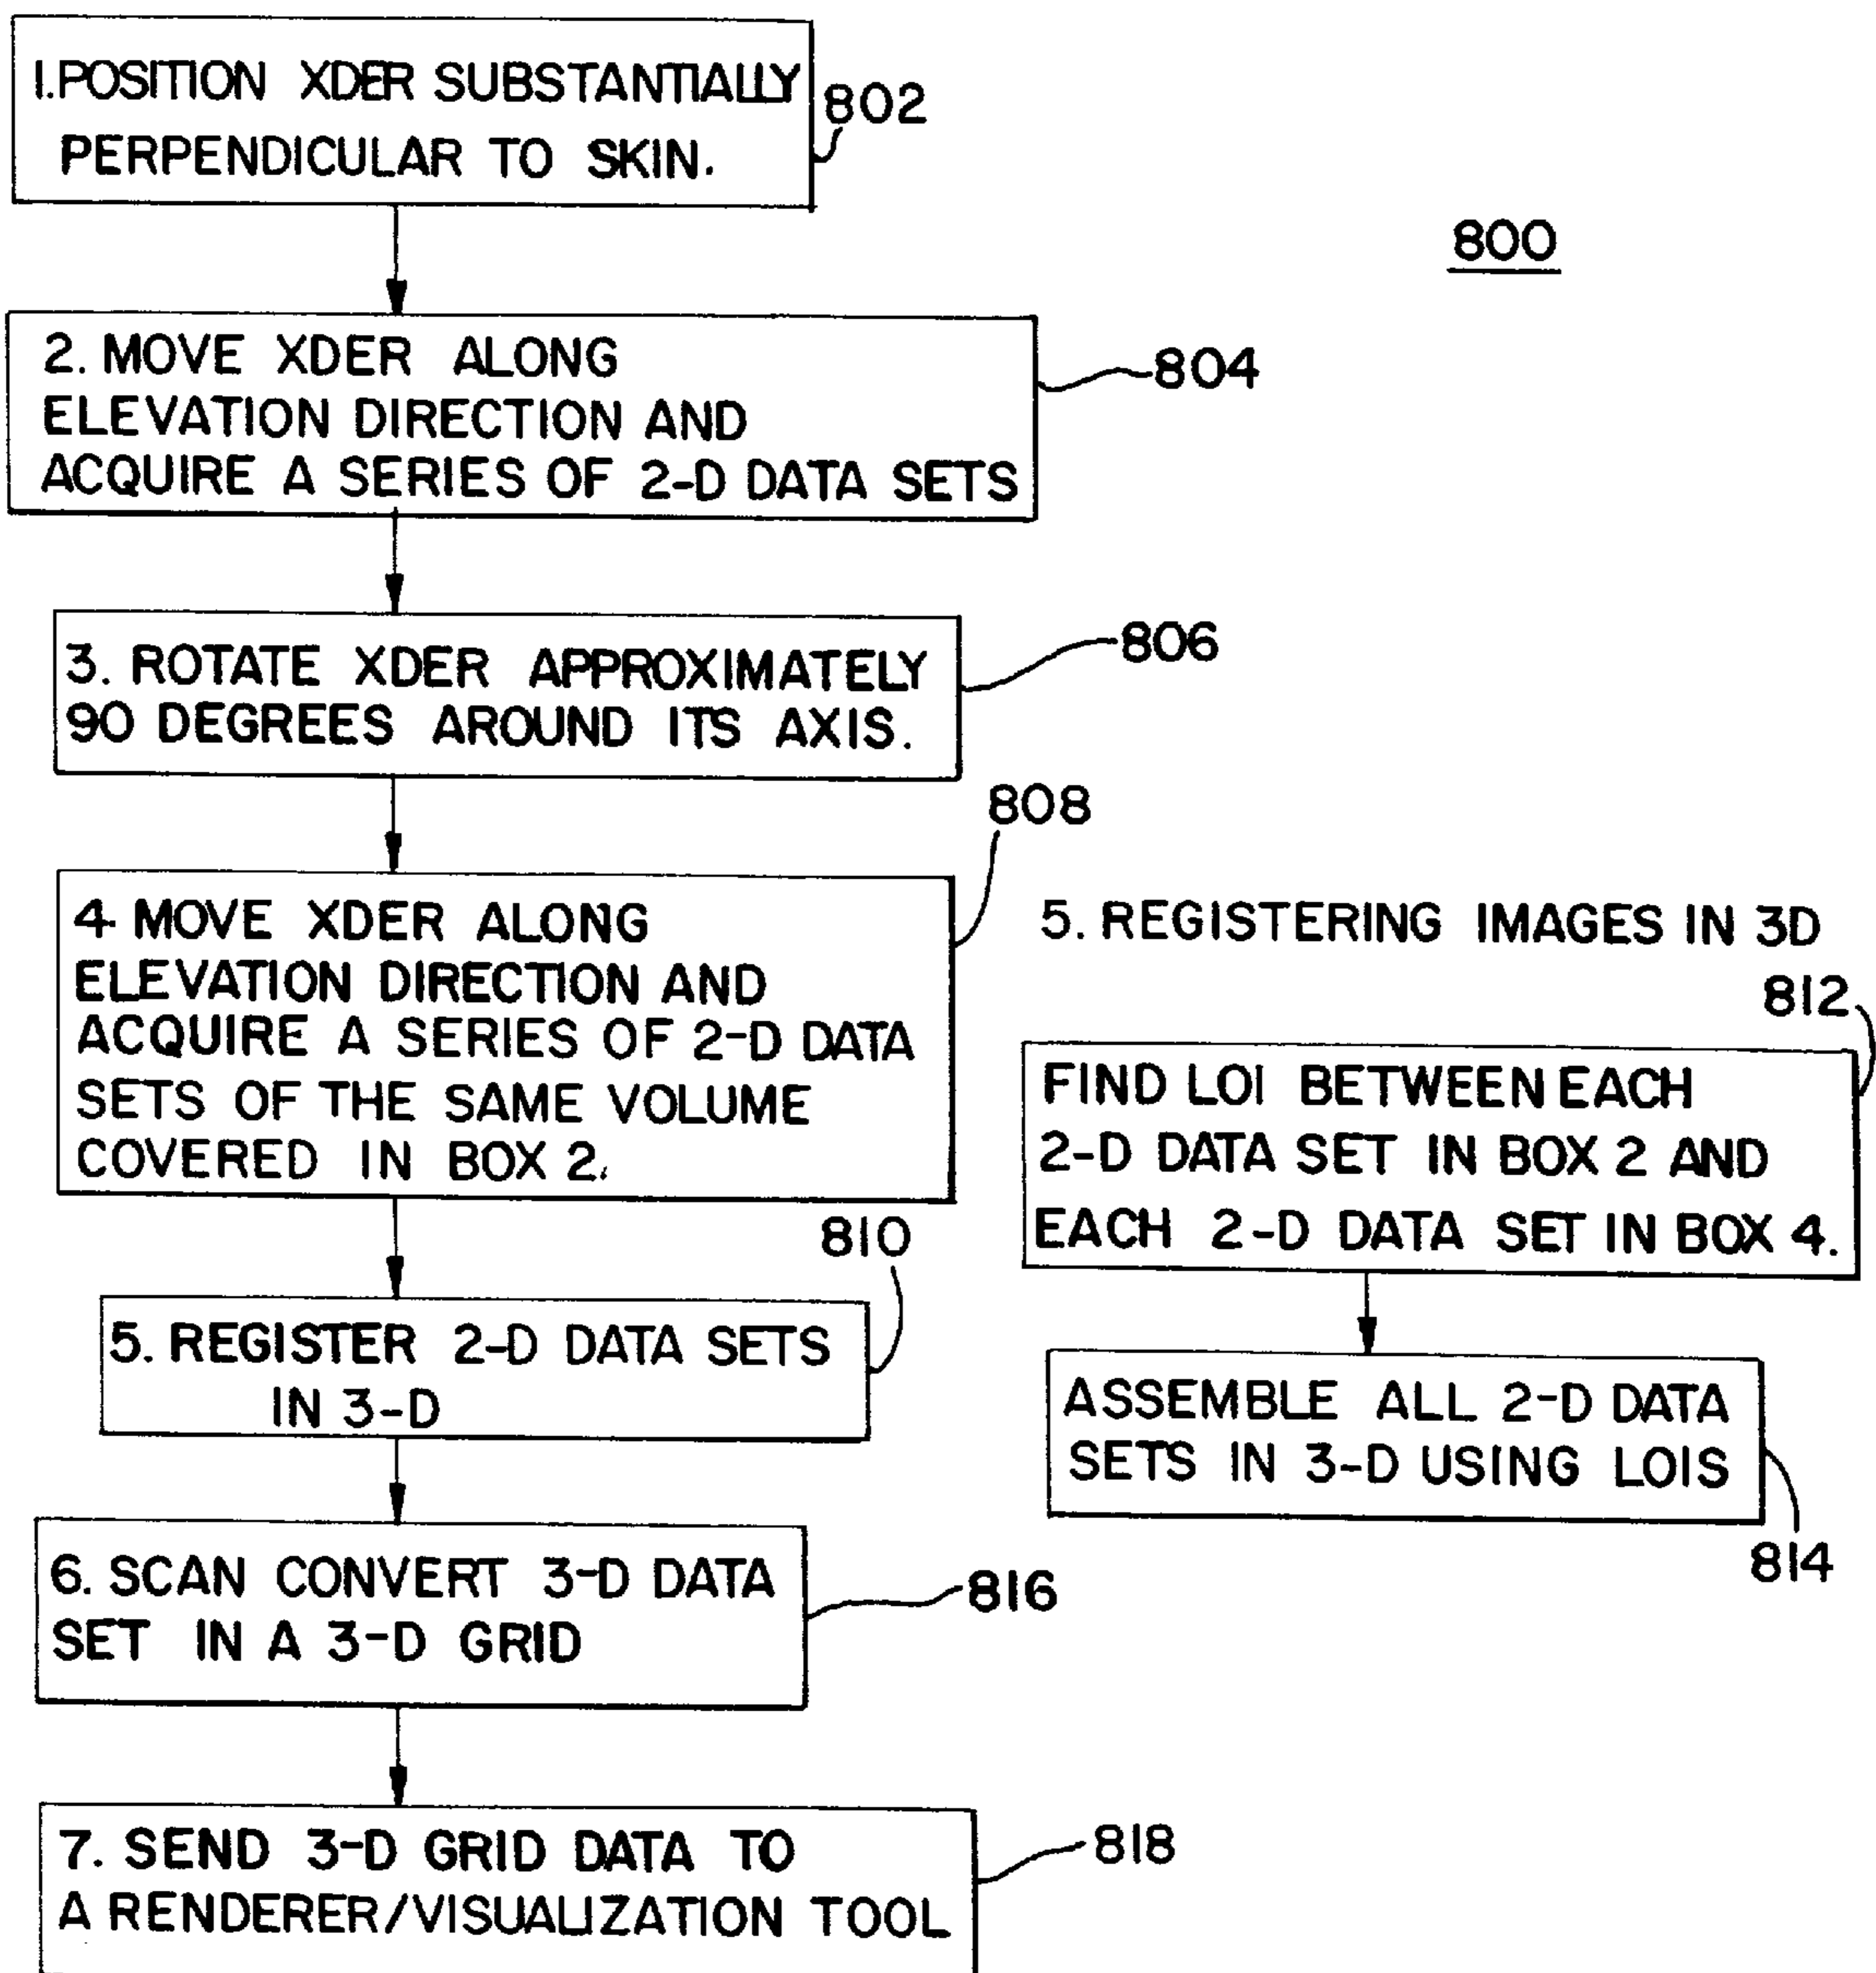 1. POSITION XDER SUBSTANTIALLY
PERPENDICULAR TO SKIN.
802
800
2. MOVE XDER ALONG
ELEVATION DIRECTION AND
ACQUIRE A SERIES OF 2-D DATA SETS
804
3. ROTATE XDER APPROXIMATELY
90 DEGREES AROUND ITS AXIS.
806
4 MOVE XDER ALONG
ELEVATION DIRECTION AND
ACQUIRE A SERIES OF 2-D DATA
SETS OF THE SAME VOLUME
COVERED IN BOX 2.
808
5. REGISTER 2-D DATA SETS
IN 3-D
810
5. REGISTERING IMAGES IN 3D
812
FIND LOI BETWEEN EACH
2-D DATA SET IN BOX 2 AND
EACH 2-D DATA SET IN BOX 4.
ASSEMBLE ALL 2-D DATA
SETS IN 3-D USING LOIS
814
6. SCAN CONVERT 3-D DATA
SET IN A 3-D GRID
816
7. SEND 3-D GRID DATA TO
A RENDERER/VISUALIZATION TOOL
818